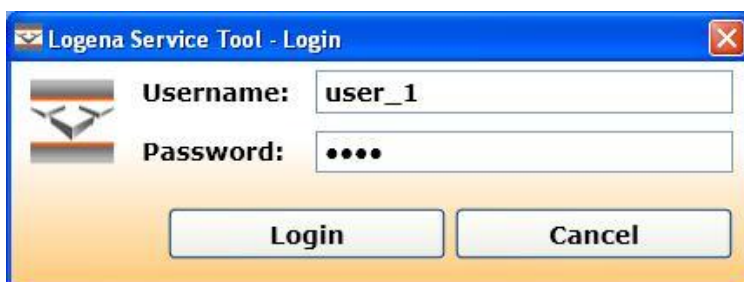 Logena Service Tool - Login
Username: user_1
Password: ••••
Login Cancel